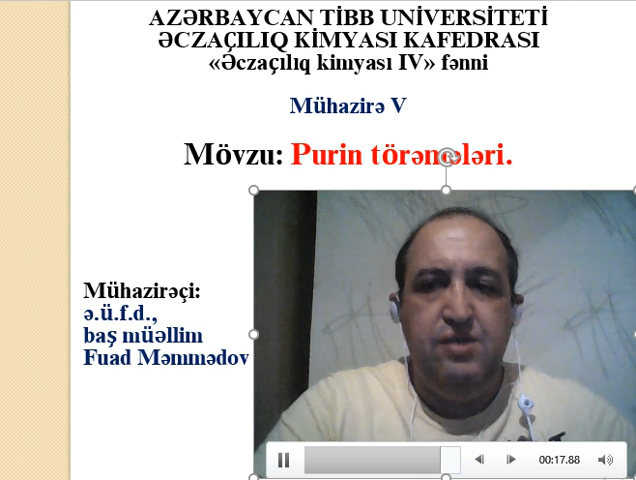 AZƏRBAYCAN TİBB UNİVERSİTETİ
ƏCZAÇILIQ KİMYASI KAFEDRASI
«Əczaçılıq kimyası IV» fənni
Mühazirə V
Mövzu: Purin törəmələri.
Mühazirəçi:
ə.ü.f.d.,
baş müəllim
Fuad Məmmədov
00:17.88